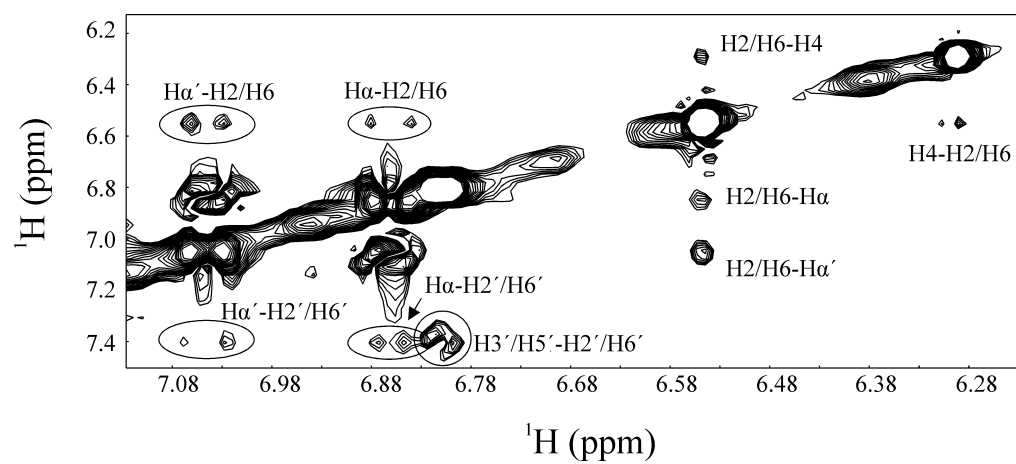 6.2
H2/H6-H4
6.4
Hα´-H2/H6
Hα-H2/H6
6.6
H4-H2/H6
6.8
H2/H6-Hα
¹H (ppm)
7.0
H2/H6-Hα´
7.2
Hα-H2´/H6´
Hα´-H2´/H6´
7.4
H3´/H5´-H2´/H6´
7.08 6.98 6.88 6.78 6.68 6.58 6.48 6.38 6.28
¹H (ppm)